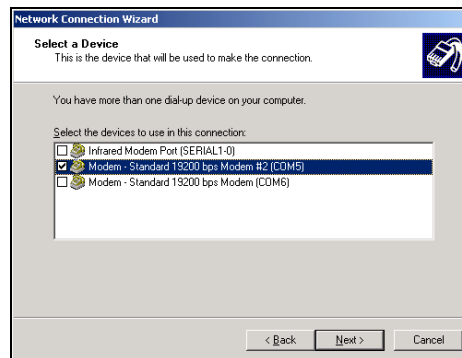 Network Connection Wizard
Select a Device
This is the device that will be used to make the connection.
You have more than one dial-up device on your computer.
Select the devices to use in this connection:
Infrared Modem Port (SERIAL1-0)
Modem - Standard 19200 bps Modem #2 (COM5)
Modem - Standard 19200 bps Modem (COM6)
< Back
Next >
Cancel